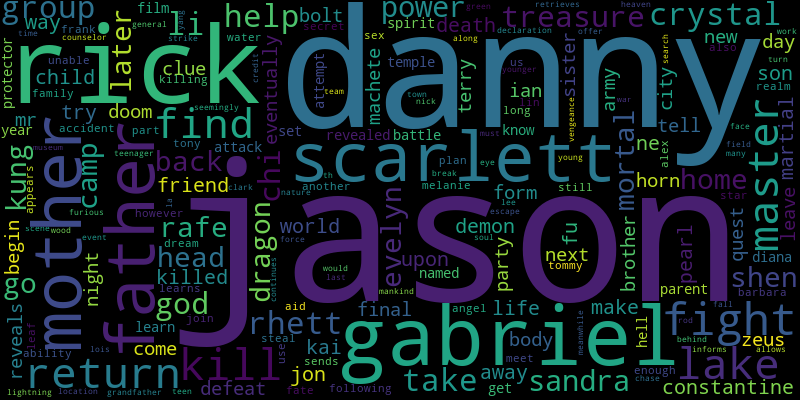 group way film li help bolt power spirit death treasure crystal
time general frank water secret green retrieves heaven
rick danny
later counselor strike clue killing unable child family protector
sex attempt temple machete terry us younger ian long lin sister vengeance army city search new also day son realm
declaration offer work turn along
mr try doom find eventually credit seemingly
year accident part tony attack set revealed battle team town nick know must war mortal tell face many
museum mother father teenager furious camp kung appears back chi
scarlett melanie break plan eye young ne alex field master martial leave
friend clark nature another th form still horn home star
jason
however la rafe world evelyn lee escape soul fu brother quest pearl diana
begin scene wood event night dream head dragon continues force upon demon party next tommy shen
go learns killed god named would last mankind parent barbara
reveals leaf learn join rhett aid final angel life make hell fall rod fight
ability lois come kill steal kai gabriel body behind zeus
return jon sends use meet meanwhile informs allows lake
lightning location grandfather teen defeat fate following take away get sandra enough chase constantine